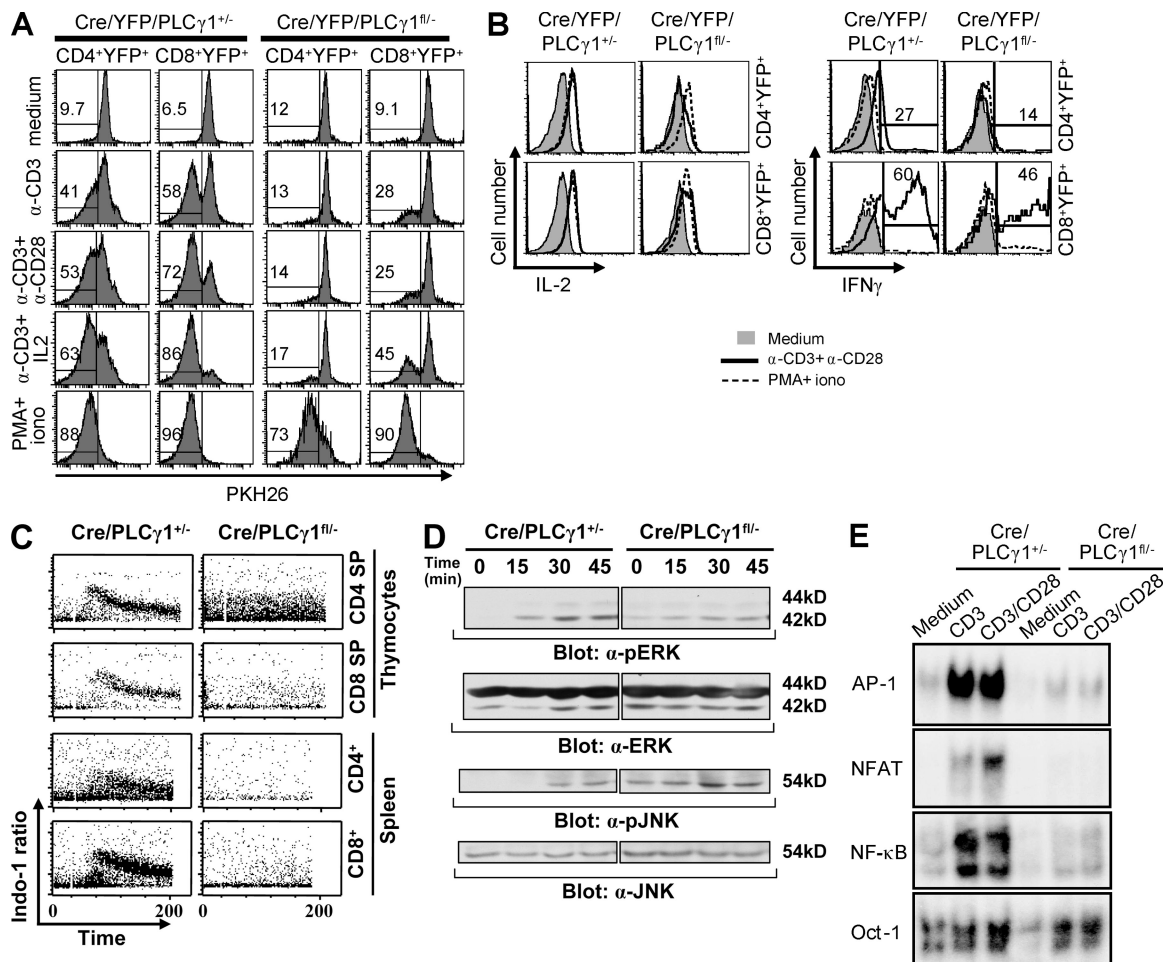 A
Cre/YFP/PLCγ1+/-
Cre/YFP/PLCγ1fl/-
CD4+YFP+
CD8+YFP+
CD4+YFP+
CD8+YFP+
medium
9.7
6.5
12
9.1
α-CD3
41
58
13
28
α-CD3+
α-CD28
53
72
14
25
α-CD3+
IL2
63
86
17
45
PMA+
iono
88
96
73
90
PKH26
B
Cre/YFP/
PLCγ1+/-
Cre/YFP/
PLCγ1fl/-
CD4+YFP+
CD8+YFP+
Cell number
IL-2
Cre/YFP/
PLCγ1+/-
Cre/YFP/
PLCγ1fl/-
27
14
CD4+YFP+
60
46
CD8+YFP+
Cell number
IFNγ
Medium
α-CD3+ α-CD28
PMA+ iono
C
Cre/PLCγ1+/-
Cre/PLCγ1fl/-
CD4 SP
CD8 SP
Thymocytes
CD4+
CD8+
Spleen
Indo-1 ratio
0
200
0
200
Time
D
Cre/PLCγ1+/-
Cre/PLCγ1fl/-
Time
(min)
0 15 30 45
0 15 30 45
44kD
42kD
Blot: α-pERK
44kD
42kD
Blot: α-ERK
54kD
Blot: α-pJNK
54kD
Blot: α-JNK
E
Cre/
PLCγ1+/-
Cre/
PLCγ1fl/-
Medium
CD3
CD3/CD28
Medium
CD3
CD3/CD28
AP-1
NFAT
NF-κB
Oct-1